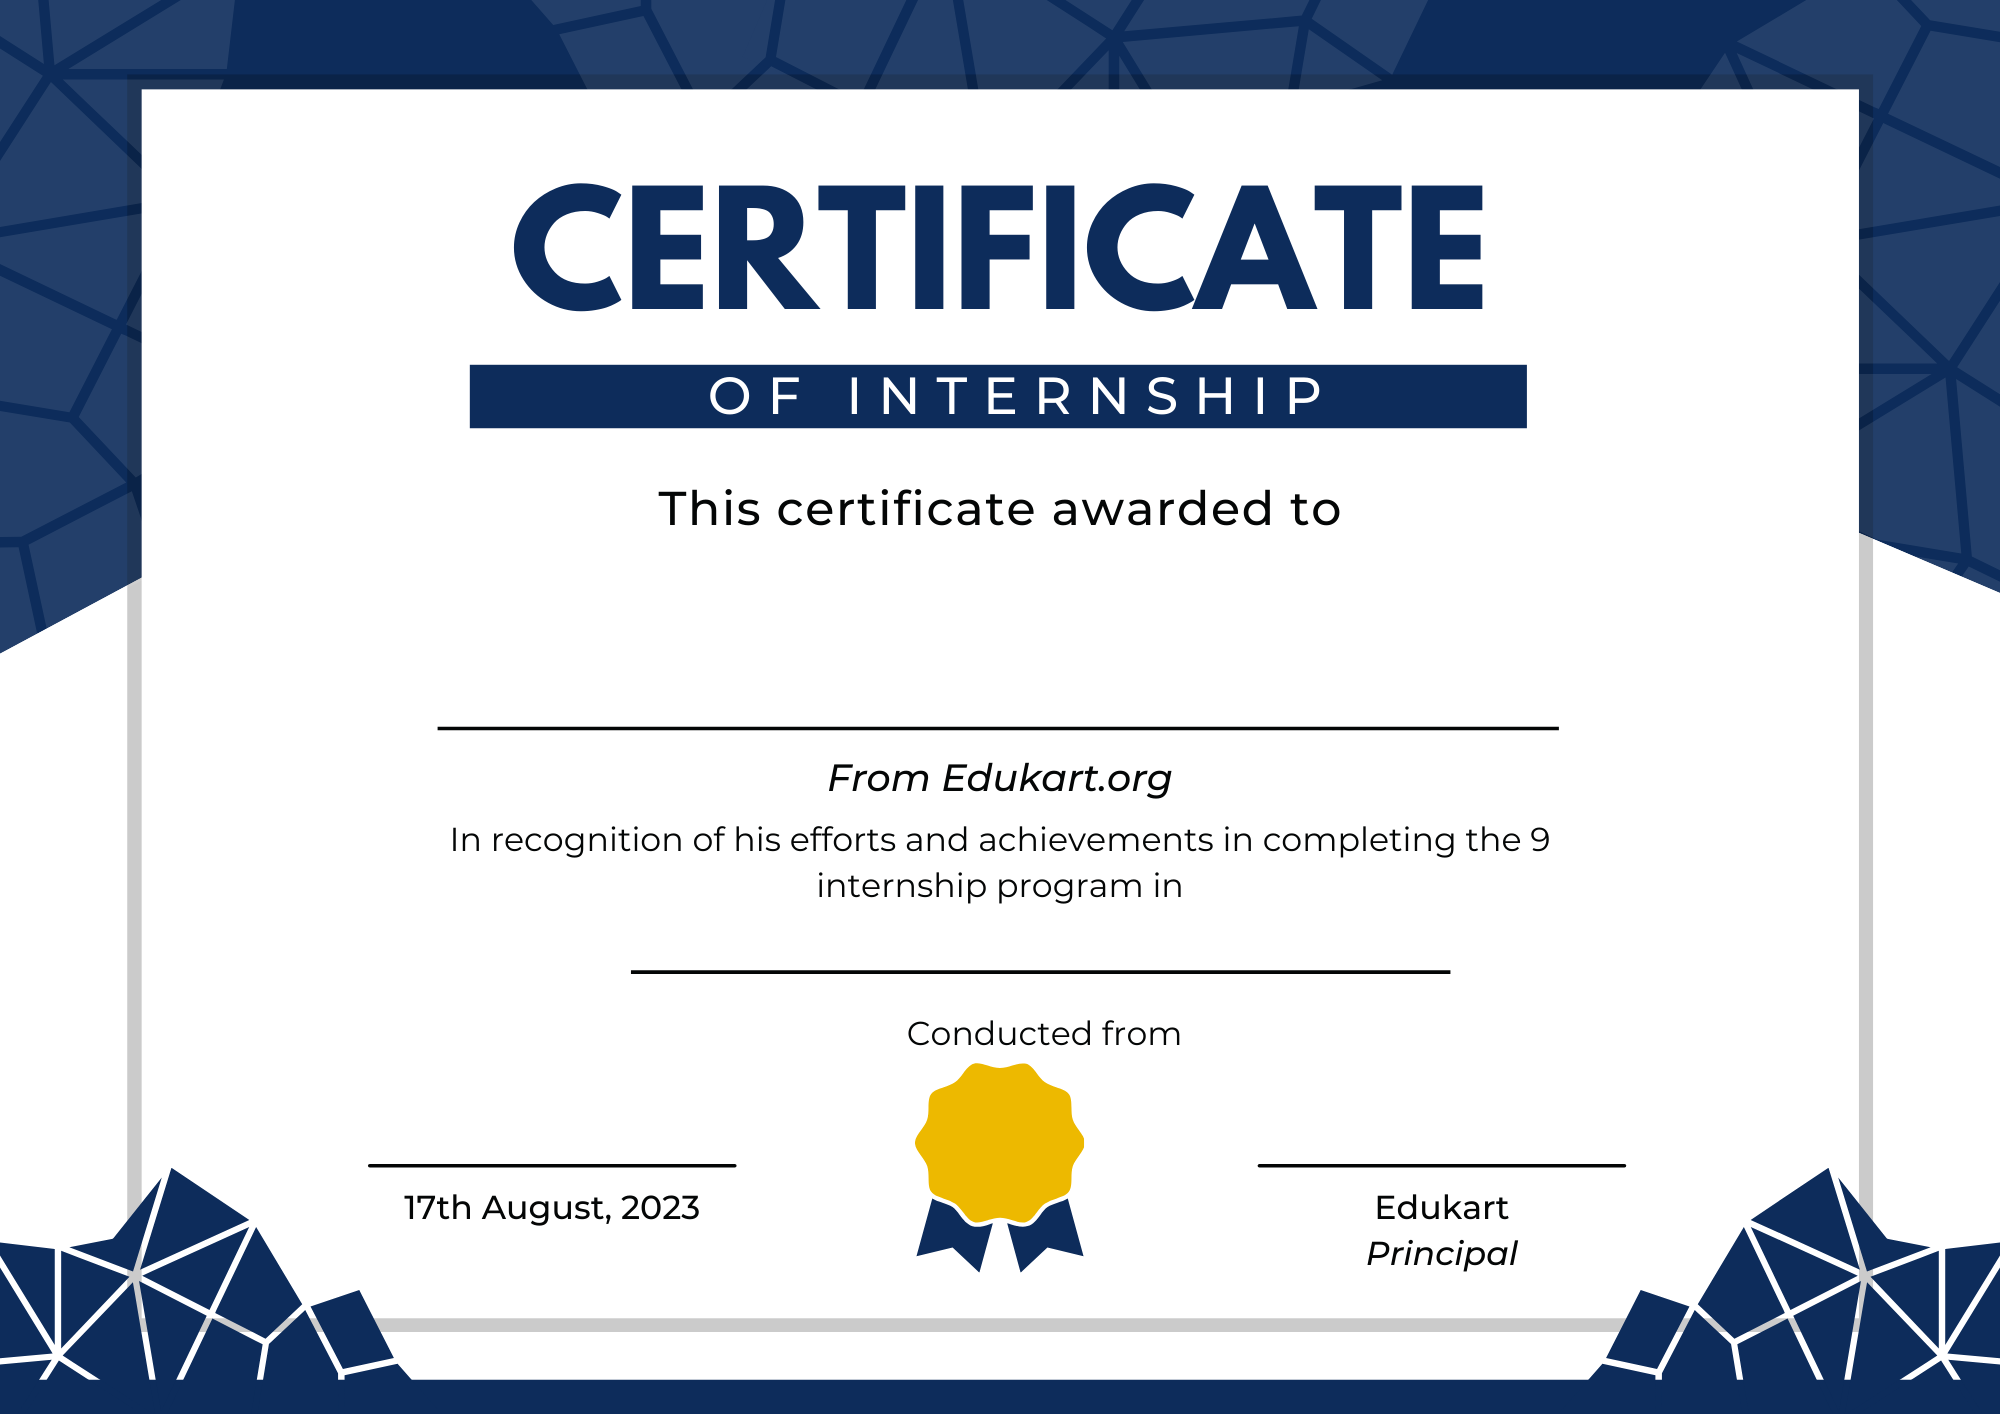 CERTIFICATE
OF INTERNSHIP
This certificate awarded to
From Edukart.org
In recognition of his efforts and achievements in completing the 9
internship program in
Conducted from
17th August, 2023
Edukart
Principal